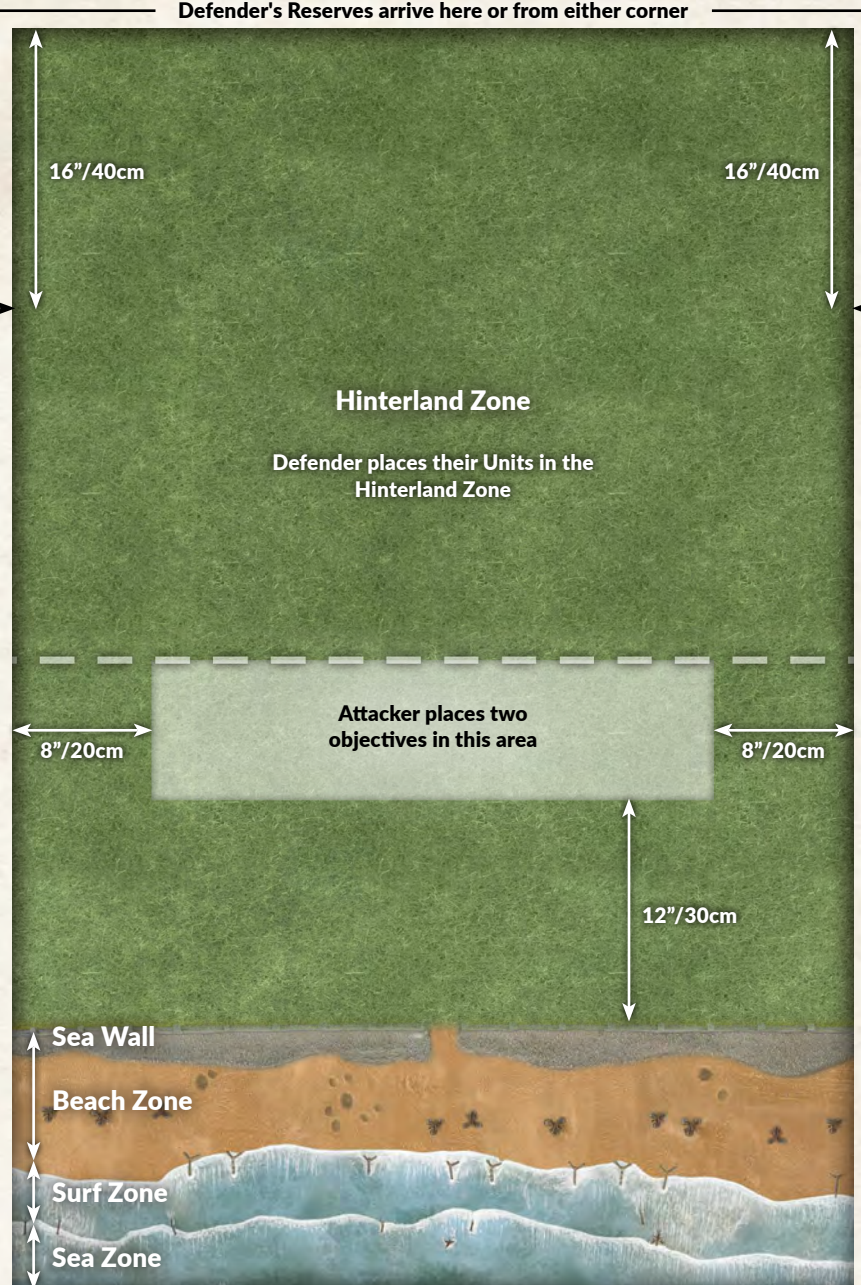 Defender's Reserves arrive here or from either corner
16”/40cm
16”/40cm
Hinterland Zone
Defender places their Units in the
Hinterland Zone
Attacker places two
objectives in this area
8”/20cm
8”/20cm
12”/30cm
Sea Wall
Beach Zone
Surf Zone
Sea Zone